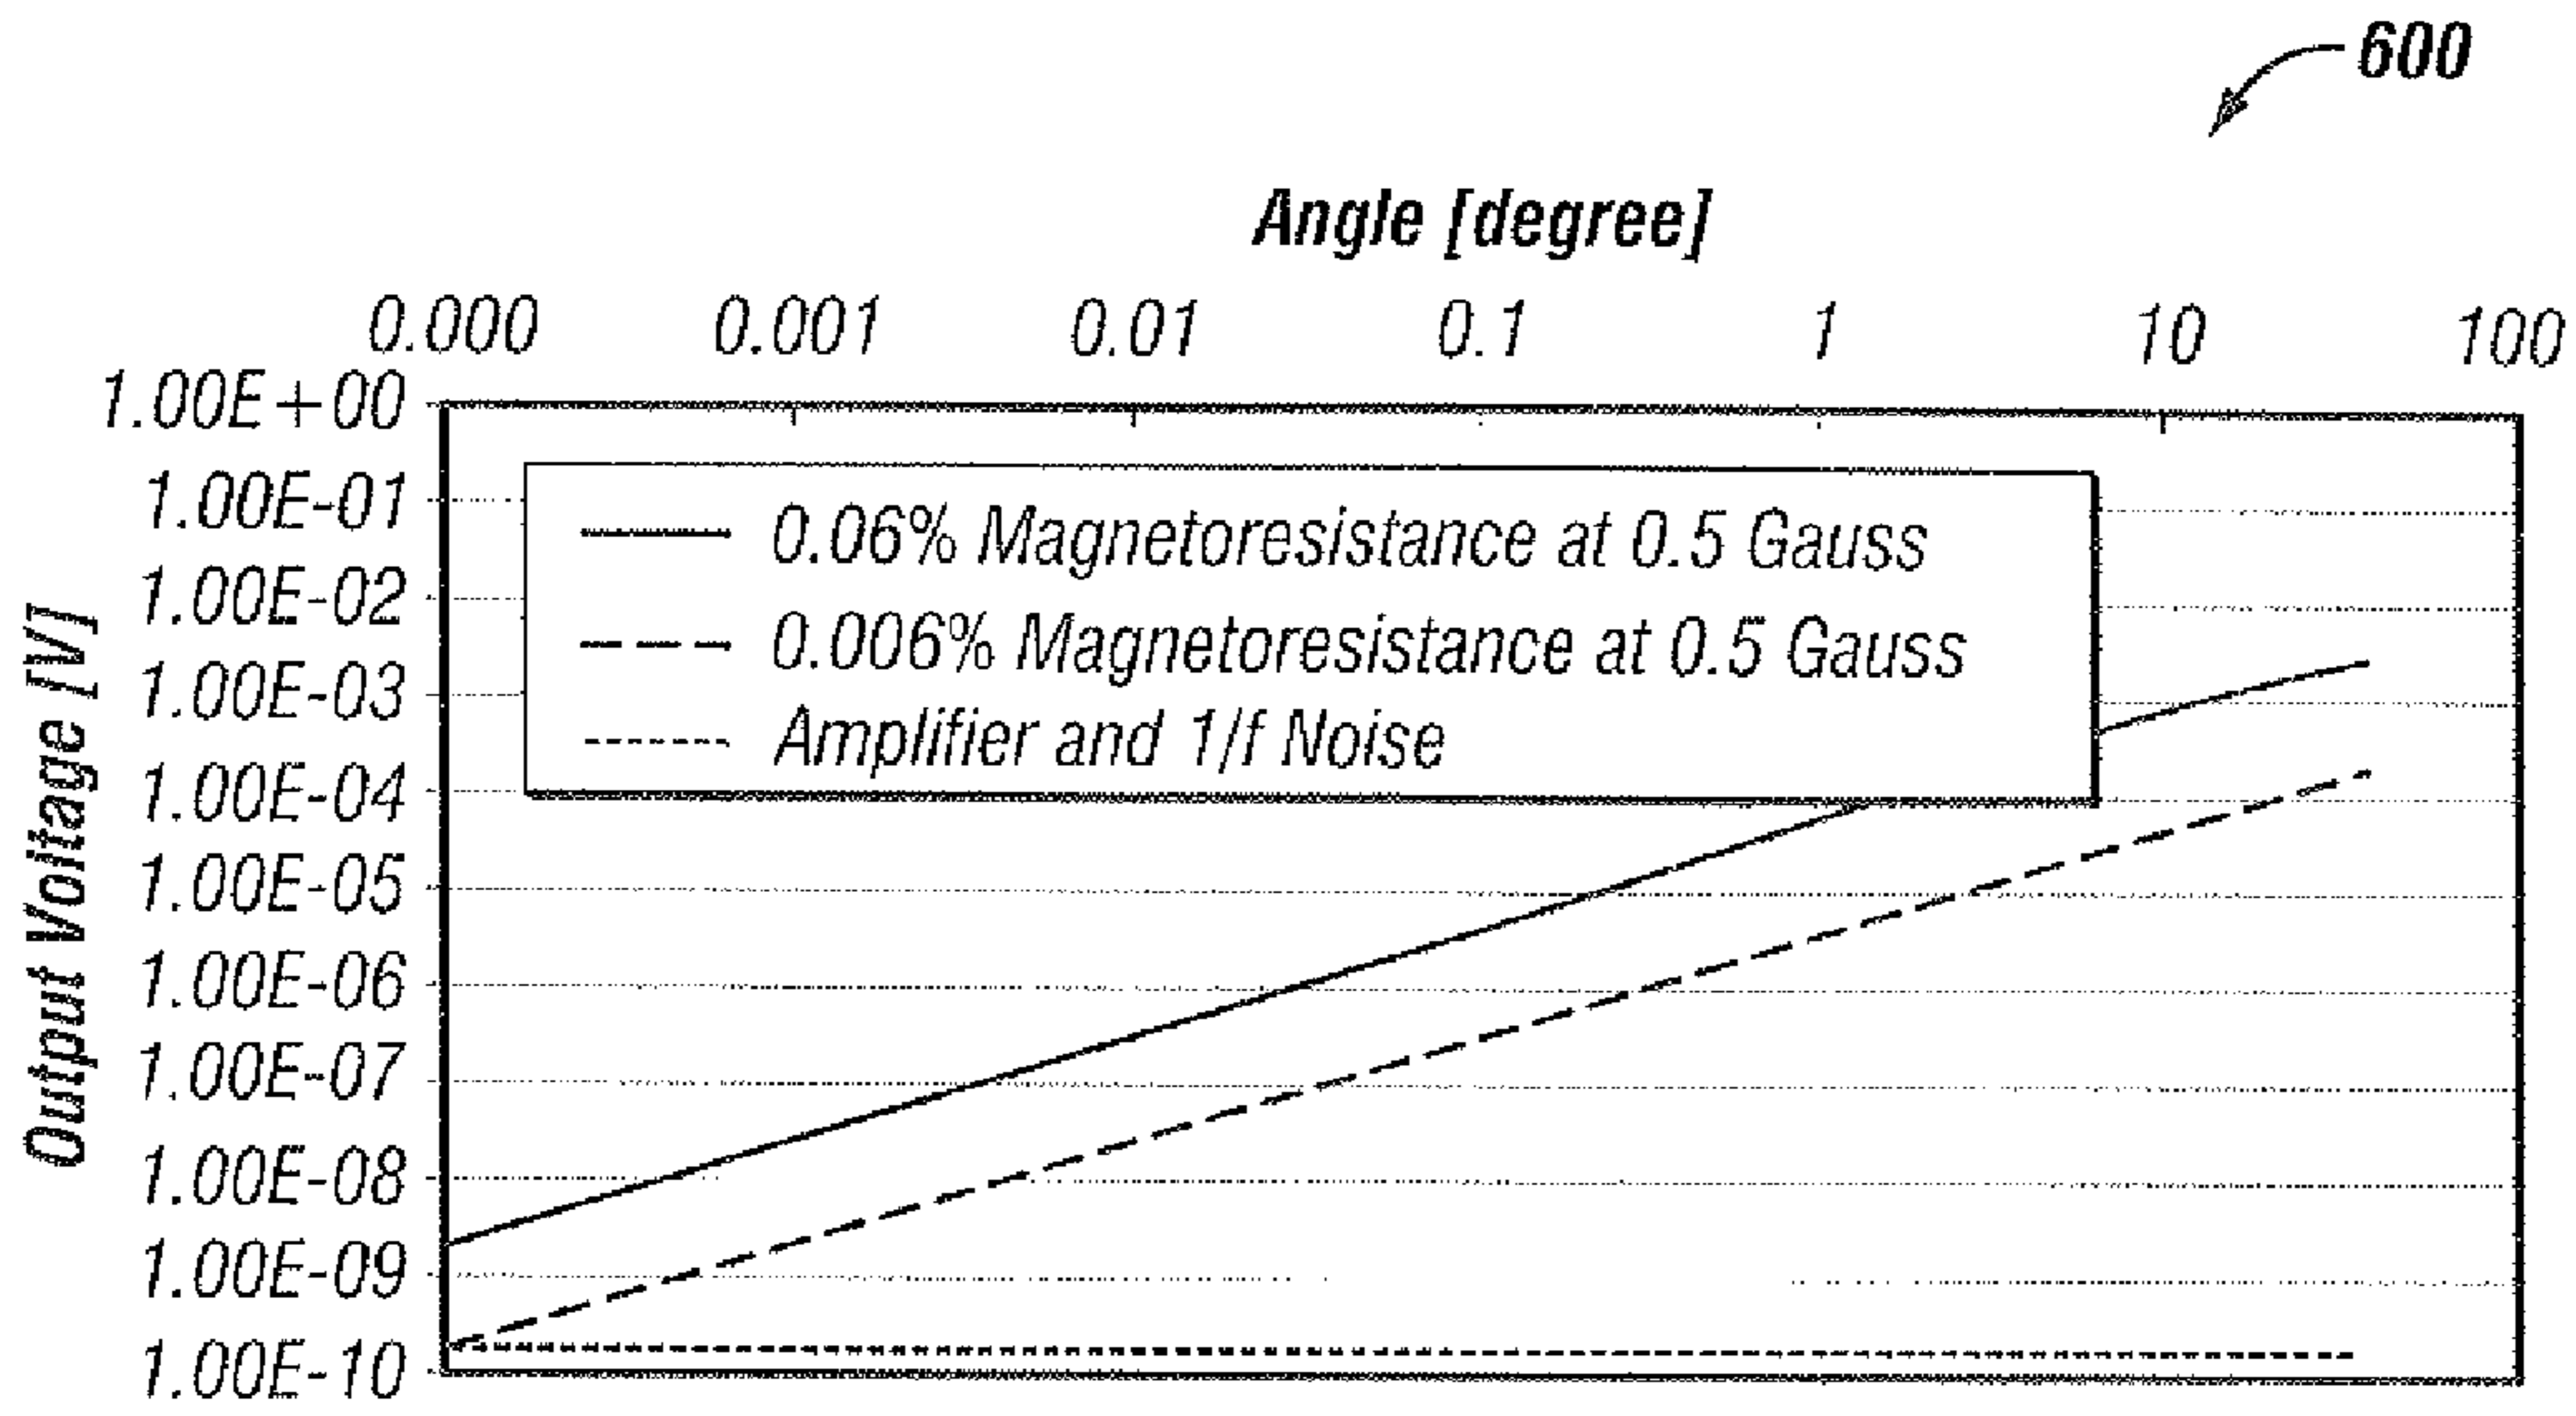 600
Angle [degree]
0.000 0.001 0.01 0.1 1 10 100
1.00E+00
1.00E-01
1.00E-02
1.00E-03
1.00E-04
1.00E-05
1.00E-06
1.00E-07
1.00E-08
1.00E-09
1.00E-10
Output Voltage [V]
0.06% Magnetoresistance at 0.5 Gauss
0.006% Magnetoresistance at 0.5 Gauss
Amplifier and 1/f Noise